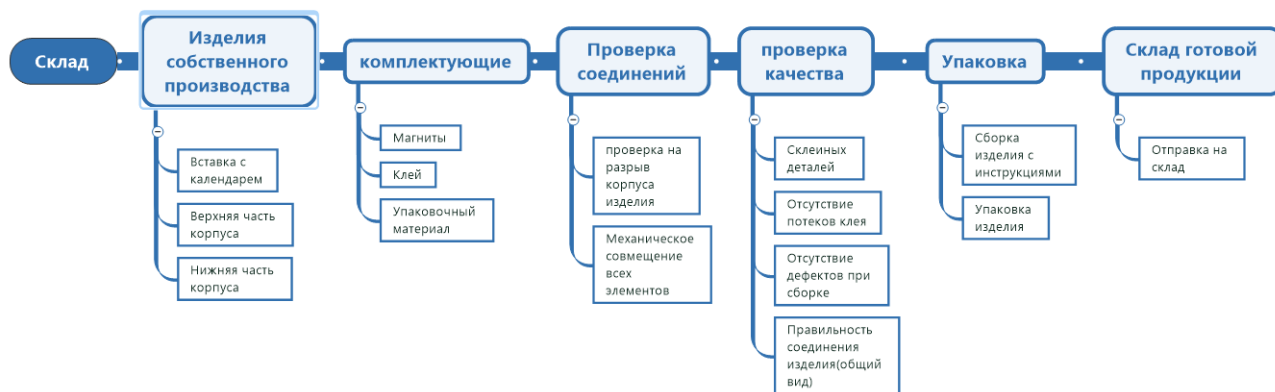 Склад
Изделия
собственного
производства
Вставка с
календарем
Верхняя часть
корпуса
Нижняя часть
корпуса
комплектующие
Магниты
Клей
Упаковочный
материал
Проверка
соединений
проверка на
разрыв
корпуса
изделия
Механическое
совмещение
всех
элементов
проверка
качества
Склеиных
деталей
Отсутствие
потеков клея
Отсутствие
дефектов при
сборке
Правильность
соединения
изделия(общий
вид)
Упаковка
Сборка
изделия с
инструкциями
Упаковка
изделия
Склад готовой
продукции
Отправка на
склад